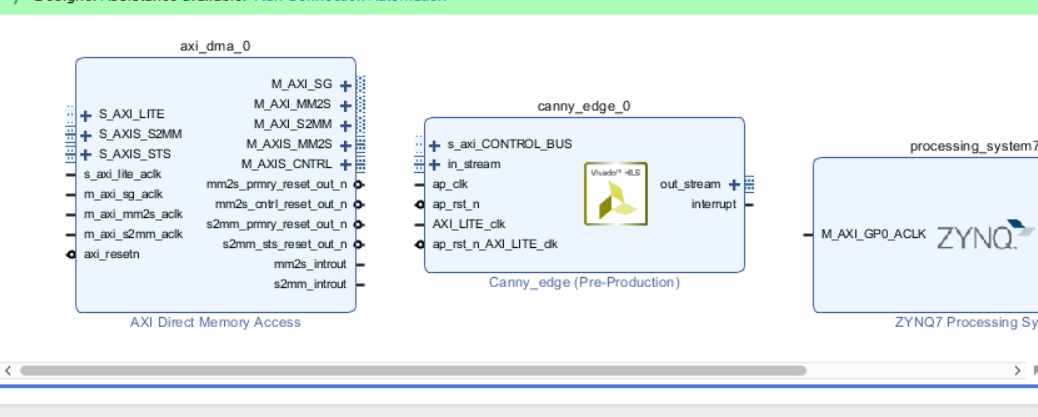 Designer Assistance available. Run Connection Automation
axi_dma_0
M_AXI_SG
M_AXI_MM2S
M_AXI_S2MM
M_AXIS_MM2S
M_AXIS_CNTRL
mm2s_prmry_reset_out_n
mm2s_cntrl_reset_out_n
s2mm_prmry_reset_out_n
s2mm_sts_reset_out_n
mm2s_introut
s2mm_introut
S_AXI_LITE
S_AXIS_S2MM
S_AXIS_STS
s_axi_lite_aclk
m_axi_sg_aclk
m_axi_mm2s_aclk
m_axi_s2mm_aclk
axi_resetn
AXI Direct Memory Access
canny_edge_0
s_axi_CONTROL_BUS
in_stream
ap_clk
ap_rst_n
AXI_LITE_clk
ap_rst_n_AXI_LITE_clk
Vivado™ HLS
out_stream
interrupt
Canny_edge (Pre-Production)
processing_system7
M_AXI_GP0_ACLK
ZYNQ
ZYNQ7 Processing Sy